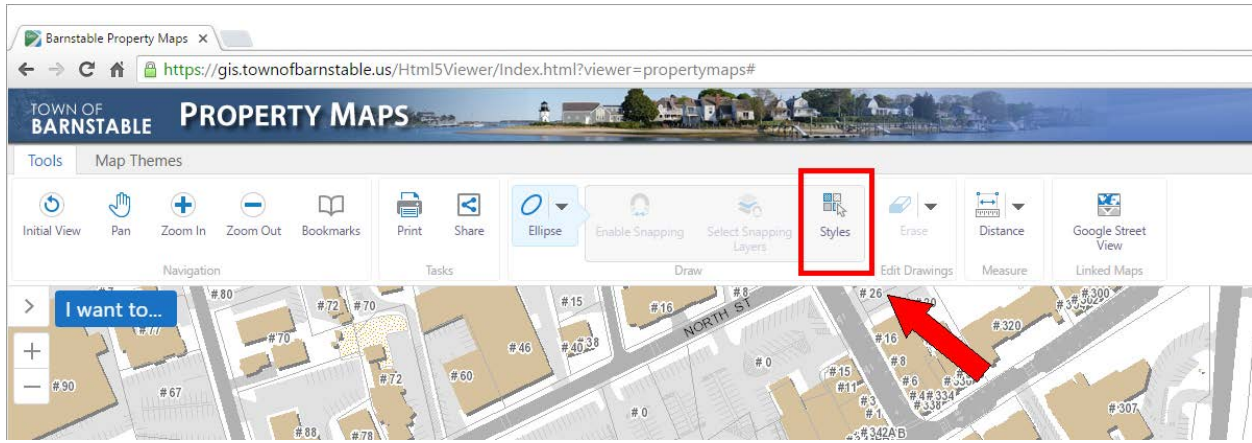 Barnstable Property Maps
https://gis.townofbarnstable.us/Html5Viewer/Index.html?viewer=propertymaps#
TOWN OF
BARNSTABLE
PROPERTY MAPS
Tools Map Themes
Initial View Pan Zoom In Zoom Out Bookmarks Print Share Ellipse Enable Snapping Select Snapping Layers Styles Erase Distance Google Street View
Navigation Tasks Draw Edit Drawings Measure Linked Maps
I want to...
#80
#72 #70
#15
#8
#16
NORTH ST
#26
#300
#77
#70
#46
#40
38
#320
#16
#90
#67
#72
#60
#0
#15
#11
#8
#6
#4
#334
#338
#3
#1
#307
#0
#88
#78
#342AB